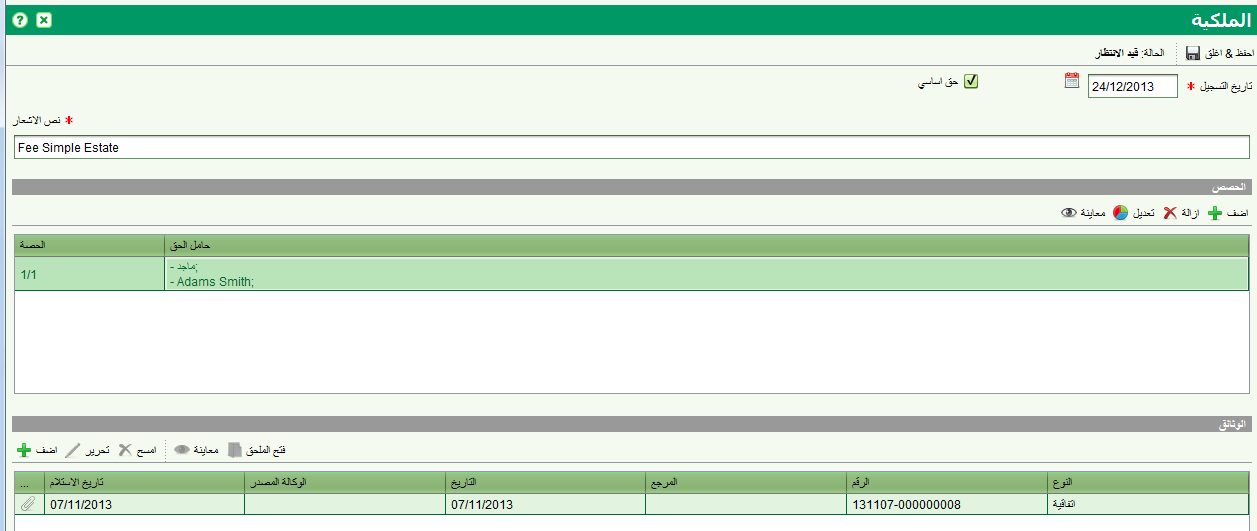 الملكية
احفظ & اغلق الحالة: قيد الانتظار
تاريخ التسجيل * 24/12/2013 حق اساسي
* نص الاشعار
Fee Simple Estate
الحصص
اضف ازالة تعديل معاينة
الحصة حامل الحق
1/1 - ماجد;
- Adams Smith;
الوثائق
اضف تحرير امسح معاينة فتح الملحق
... تاريخ الاستلام الوكالة المصدر التاريخ المرجع الرقم النوع
07/11/2013 07/11/2013 131107-000000008 اتفاقية